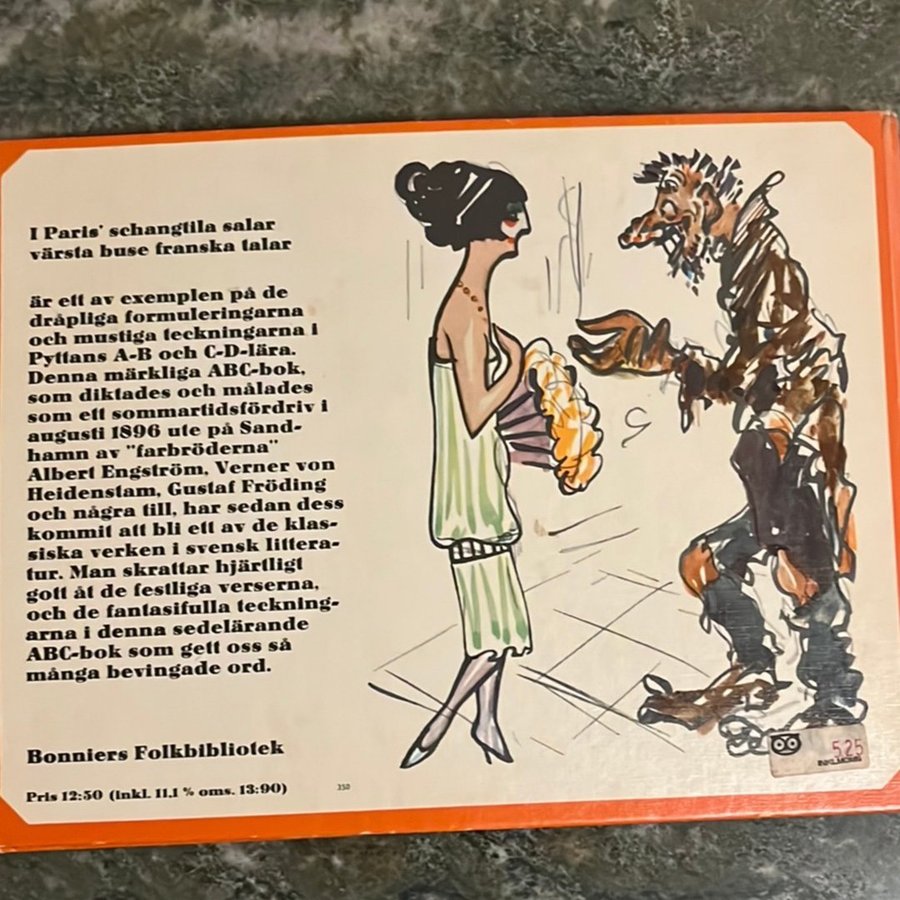 I Paris' schangtila salar
värsta buse franska talar
är ett av exemplen på de
dråpliga formuleringarna
och mustiga teckningarna i
Pyttans A-B och C-D-lära.
Denna märkliga ABC-bok,
som diktades och målades
som ett sommartidsfördriv i
augusti 1896 ute på Sand-
hamn av "farbröderna"
Albert Engström, Verner von
Heidenstam, Gustaf Fröding
och några till, har sedan dess
kommit att bli ett av de klas-
siska verken i svensk littera-
tur. Man skrattar hjärtligt
gott åt de festliga verserna,
och de fantasifulla teckning-
arna i denna sedelärande
ABC-bok som gett oss så
många bevingade ord.
Bonniers Folkbibliotek
Pris 12:50 (inkl. 11,1 % oms. 13:90)
350
525